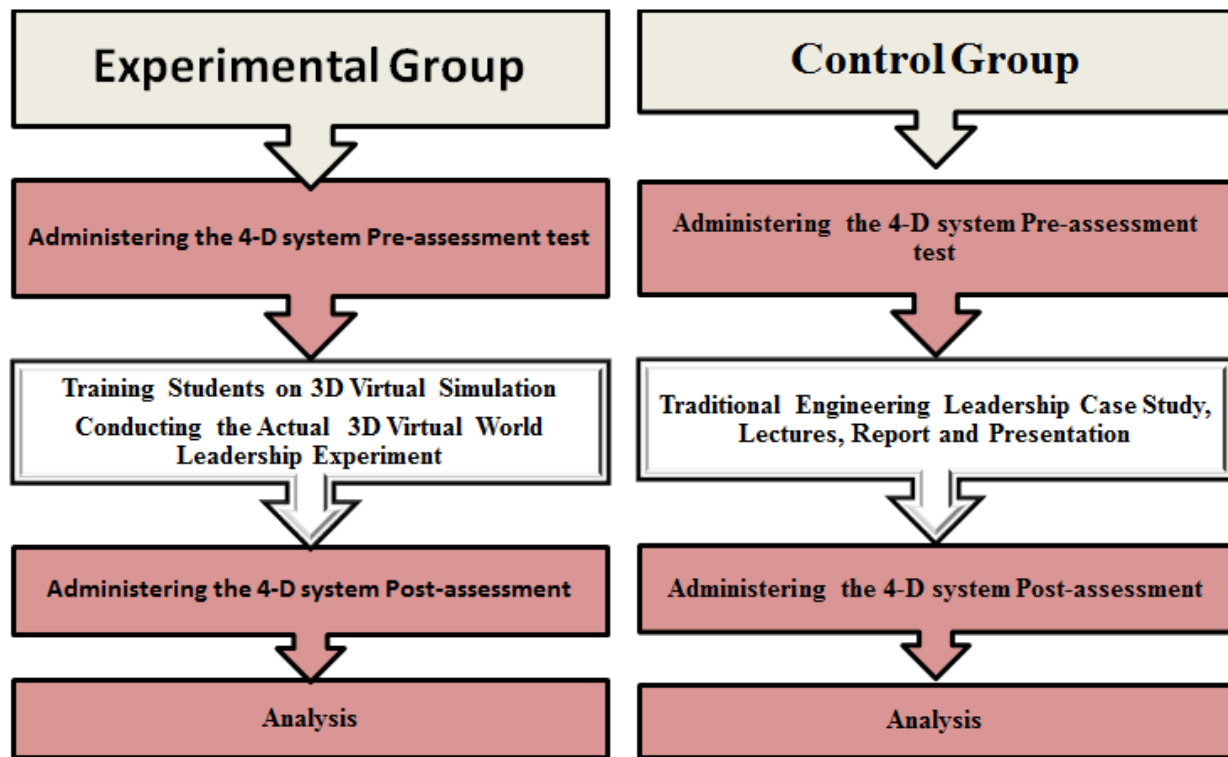 Experimental Group
Administering the 4-D system Pre-assessment test
Training Students on 3D Virtual Simulation
Conducting the Actual 3D Virtual World
Leadership Experiment
Administering the 4-D system Post-assessment
Analysis
Control Group
Administering the 4-D system Pre-assessment
test
Traditional Engineering Leadership Case Study,
Lectures, Report and Presentation
Administering the 4-D system Post-assessment
Analysis